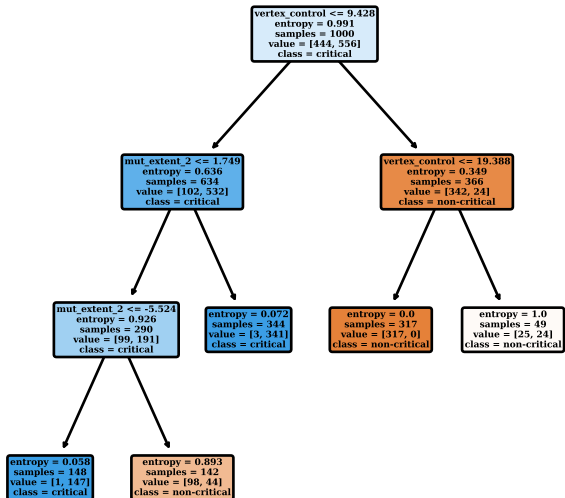 vertex_control <= 9.428
entropy = 0.991
samples = 1000
value = [444, 556]
class = critical
mut_extent_2 <= 1.749
entropy = 0.636
samples = 634
value = [102, 532]
class = critical
vertex_control <= 19.388
entropy = 0.349
samples = 366
value = [342, 24]
class = non-critical
mut_extent_2 <= -5.524
entropy = 0.926
samples = 290
value = [99, 191]
class = critical
entropy = 0.072
samples = 344
value = [3, 341]
class = critical
entropy = 0.0
samples = 317
value = [317, 0]
class = non-critical
entropy = 1.0
samples = 49
value = [25, 24]
class = non-critical
entropy = 0.058
samples = 148
value = [1, 147]
class = critical
entropy = 0.893
samples = 142
value = [98, 44]
class = non-critical